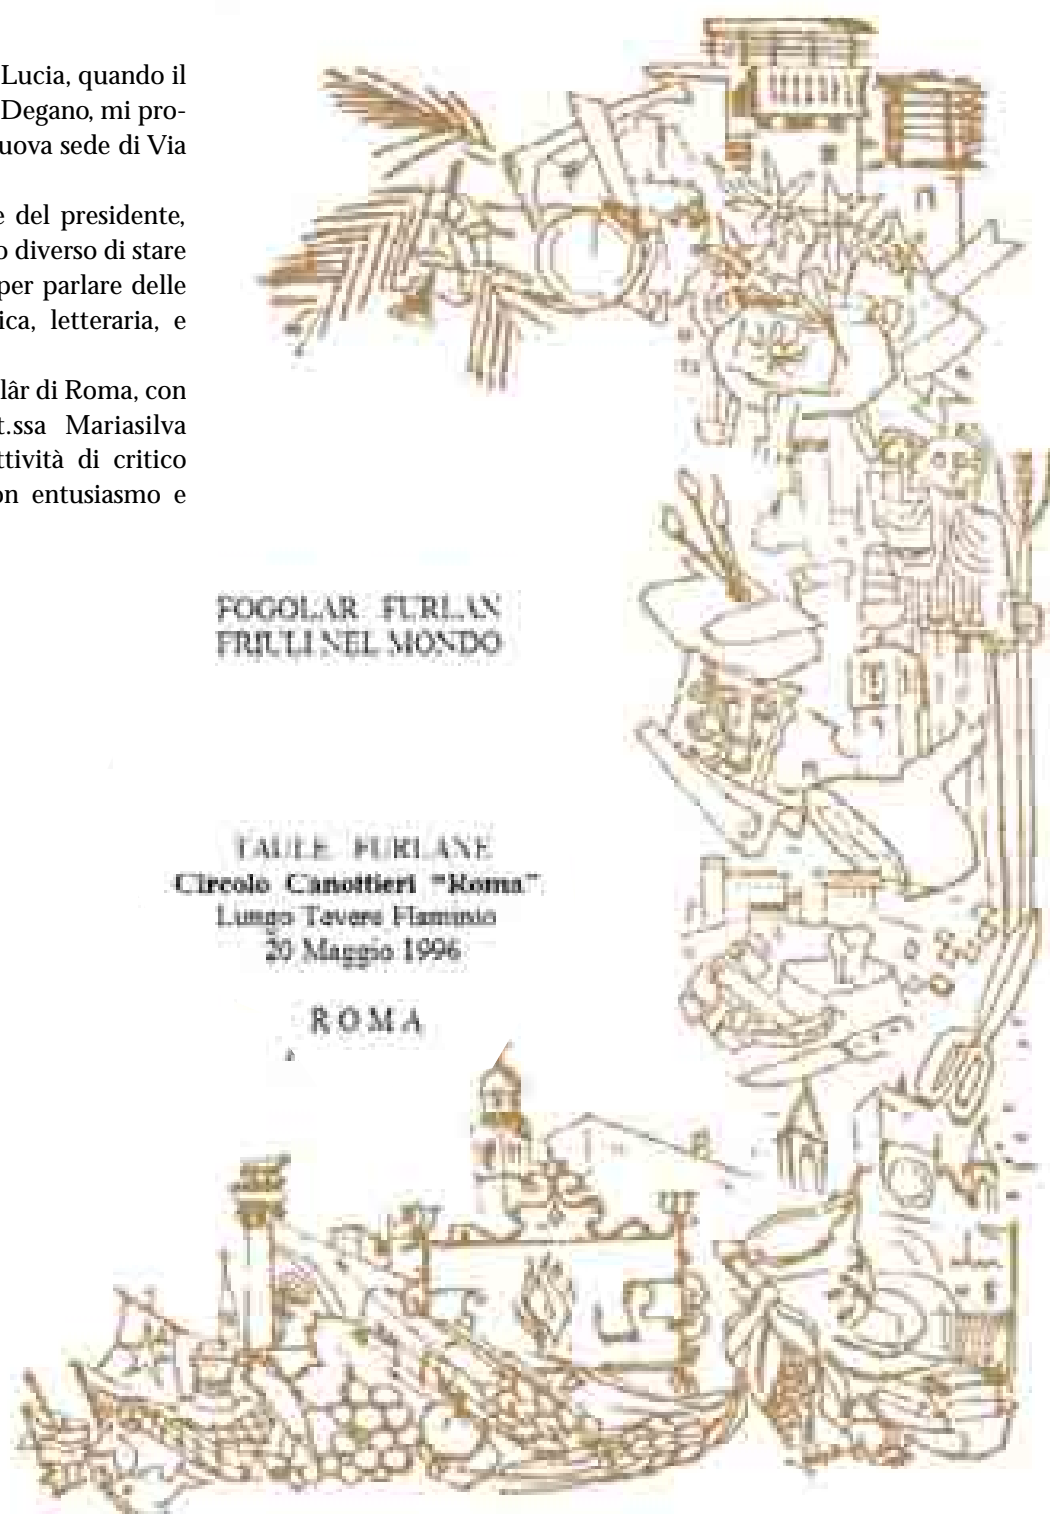 Lucia, quando il
Degano, mi pro-
uova sede di Via
e del presidente,
o diverso di stare
per parlare delle
ica, letteraria, e
lâr di Roma, con
t.ssa Mariasilva
ttività di critico
on entusiasmo e
FOGOLAR FURLAN
FRIULI NEL MONDO
TAULE FURLANE
Circolo Canottieri "Roma"
Lungo Tevere Flaminio
20 Maggio 1996
ROMA